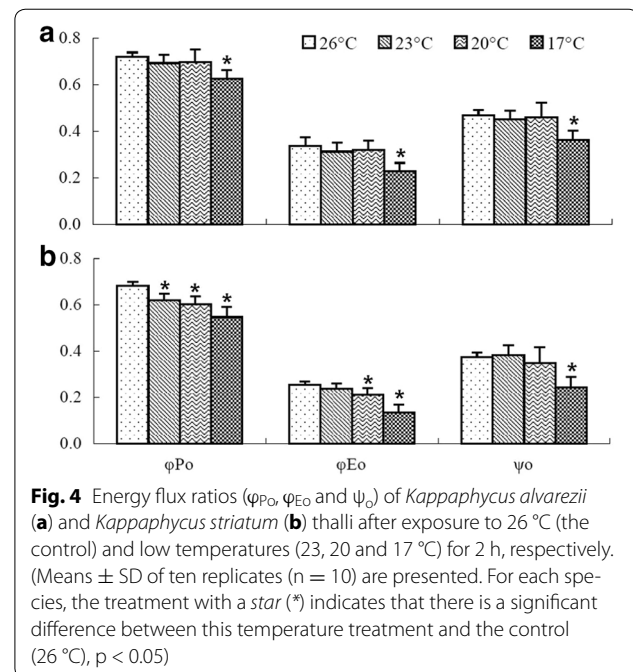 a
0.8
0.6
0.4
0.2
0.0
26°C 23°C 20°C 17°C
*
*
*
b
0.8
0.6
0.4
0.2
0.0
* * *
* *
*
φPo φEo ψo
Fig. 4 Energy flux ratios (φPo, φEo and ψo) of Kappaphycus alvarezii
(a) and Kappaphycus striatum (b) thalli after exposure to 26 °C (the
control) and low temperatures (23, 20 and 17 °C) for 2 h, respectively.
(Means ± SD of ten replicates (n = 10) are presented. For each spe-
cies, the treatment with a star (*) indicates that there is a significant
difference between this temperature treatment and the control
(26 °C), p < 0.05)